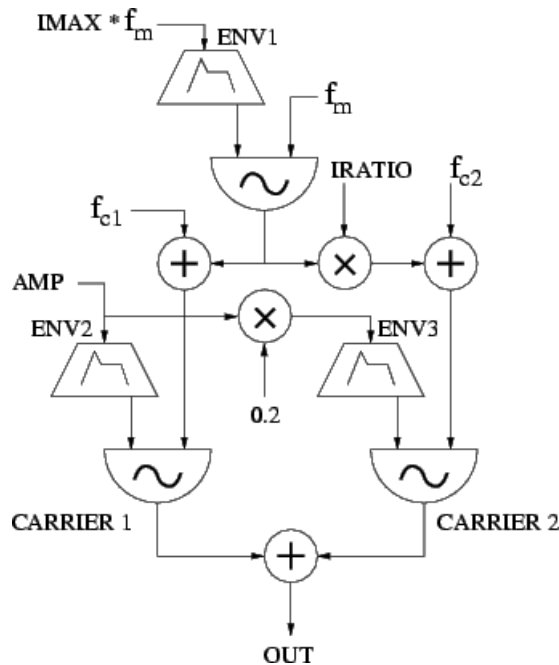 IMAX * fm
ENV1
fm
IRATIO
fc2
fc1
+
×
+
AMP
ENV2
×
ENV3
0.2
CARRIER 1
CARRIER 2
+
OUT